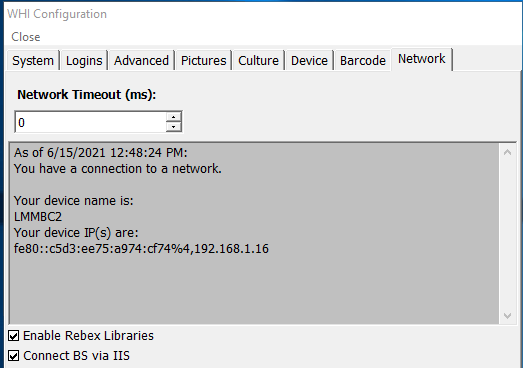 WHI Configuration
Close
System Logins Advanced Pictures Culture Device Barcode Network
Network Timeout (ms):
0
As of 6/15/2021 12:48:24 PM:
You have a connection to a network.
Your device name is:
LMMBC2
Your device IP(s) are:
fe80::c5d3:ee75:a974:cf74%4,192.168.1.16
Enable Rebex Libraries
Connect BS via IIS